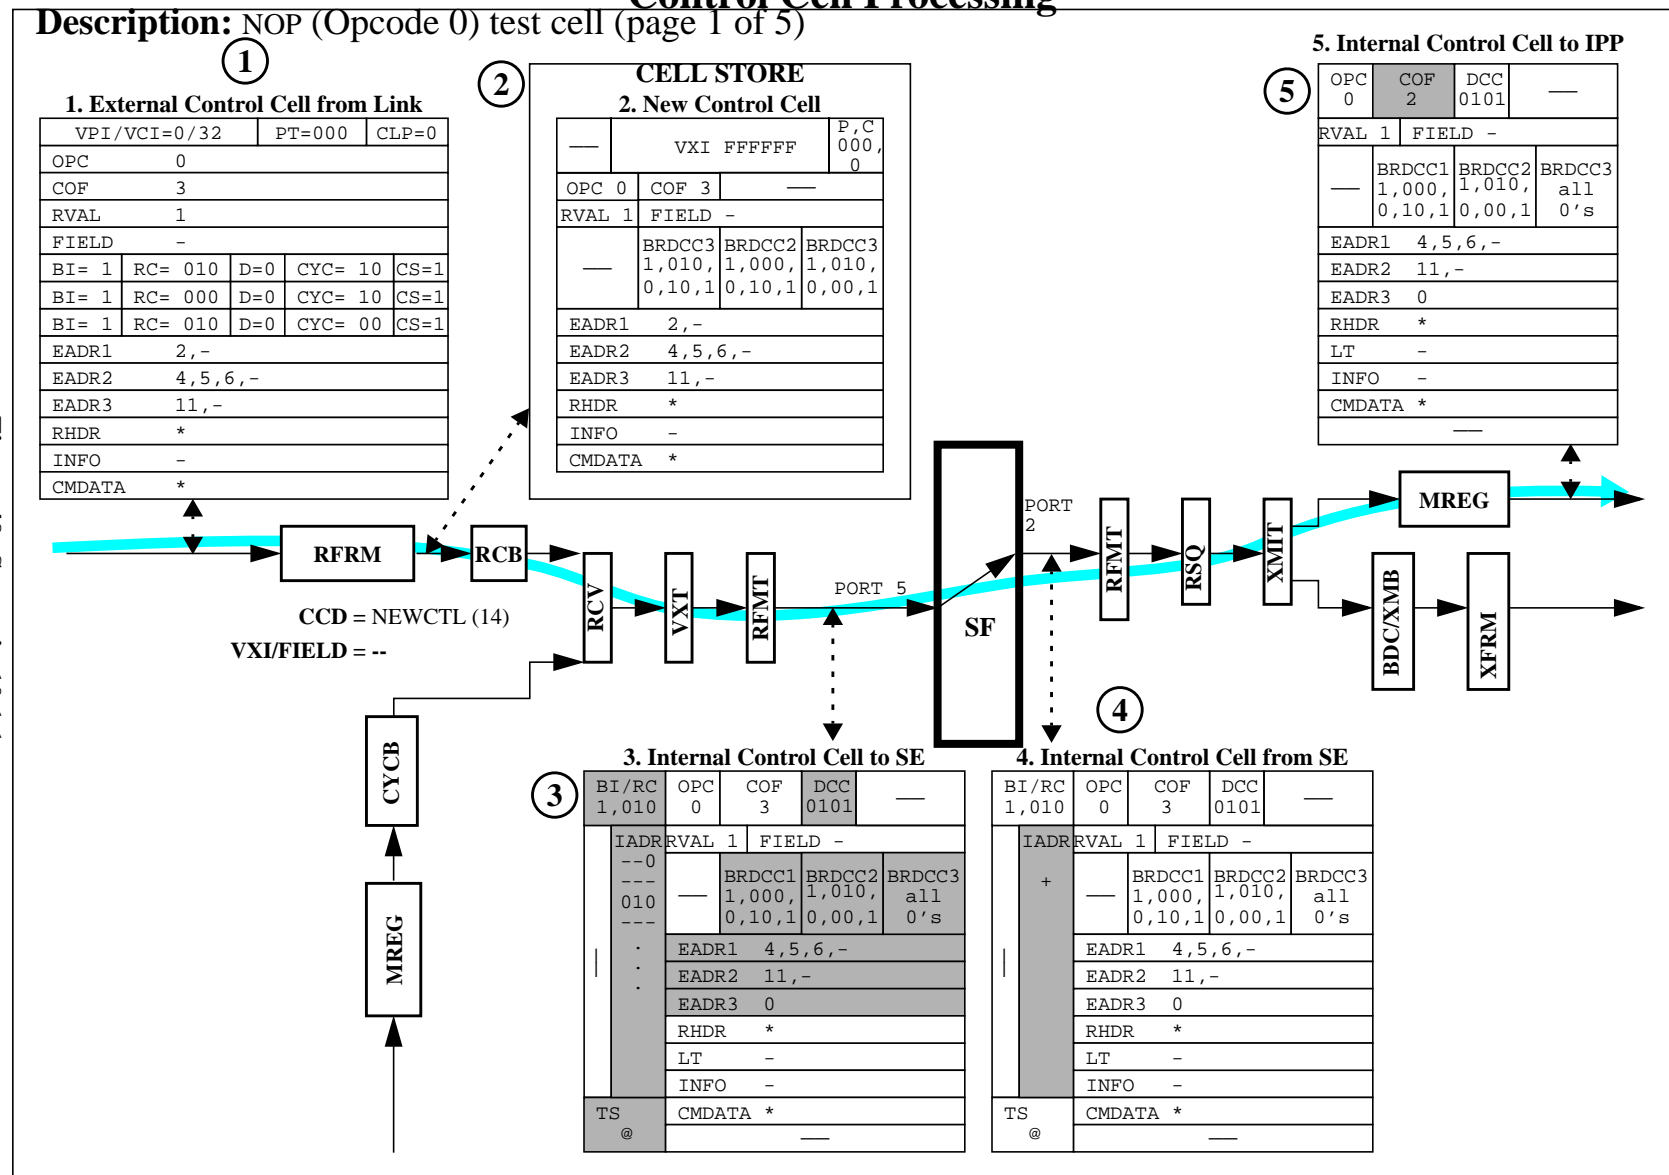 Control Cell Processing
Description: NOP (Opcode 0) test cell (page 1 of 5)
1
1. External Control Cell from Link
VPI/VCI=0/32 PT=000 CLP=0
OPC 0
COF 3
RVAL 1
FIELD -
BI= 1 RC= 010 D=0 CYC= 10 CS=1
BI= 1 RC= 000 D=0 CYC= 10 CS=1
BI= 1 RC= 010 D=0 CYC= 00 CS=1
EADR1 2,-
EADR2 4,5,6,-
EADR3 11,-
RHDR *
INFO -
CMDATA *
2
CELL STORE
2. New Control Cell
— VXI FFFFFF P,C
000,
0
OPC 0 COF 3 —
RVAL 1 FIELD -
BRDCC3 BRDCC2 BRDCC3
— 1,010, 1,000, 1,010,
0,10,1 0,10,1 0,00,1
EADR1 2,-
EADR2 4,5,6,-
EADR3 11,-
RHDR *
INFO -
CMDATA *
5. Internal Control Cell to IPP
5
OPC COF DCC —
0 2 0101
RVAL 1 FIELD -
BRDCC1 BRDCC2 BRDCC3
— 1,000, 1,010, all
0,10,1 0,00,1 0's
EADR1 4,5,6,-
EADR2 11,-
EADR3 0
RHDR *
LT -
INFO -
CMDATA *
—
RFRM
RCB
RCV
VXT
RFMT
PORT 5
SF
PORT
2
RFMT
RSQ
XMIT
MREG
BDC/XMB
XFRM
CCD = NEWCTL (14)
VXI/FIELD = --
CYCB
MREG
3
3. Internal Control Cell to SE
BI/RC OPC COF DCC —
1,010 0 3 0101
IADR RVAL 1 FIELD -
--0
---
010
---
.
.
.
BRDCC1 BRDCC2 BRDCC3
— 1,000, 1,010, all
0,10,1 0,00,1 0's
EADR1 4,5,6,-
EADR2 11,-
EADR3 0
RHDR *
LT -
INFO -
TS CMDATA *
@ —
4
4. Internal Control Cell from SE
BI/RC OPC COF DCC —
1,010 0 3 0101
IADR RVAL 1 FIELD -
+
BRDCC1 BRDCC2 BRDCC3
— 1,000, 1,010, all
0,10,1 0,00,1 0's
EADR1 4,5,6,-
EADR2 11,-
EADR3 0
RHDR *
LT -
INFO -
TS CMDATA *
@ —